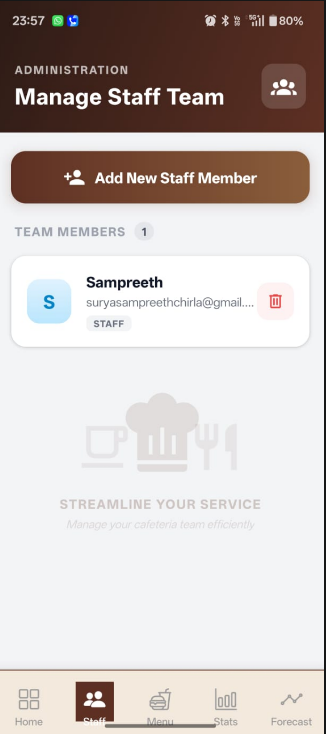 23:57 80%
ADMINISTRATION
Manage Staff Team
Add New Staff Member
TEAM MEMBERS 1
S
Sampreeth
suryasampreethchirla@gmail....
STAFF
STREAMLINE YOUR SERVICE
Manage your cafeteria team efficiently
Home Staff Menu Stats Forecast